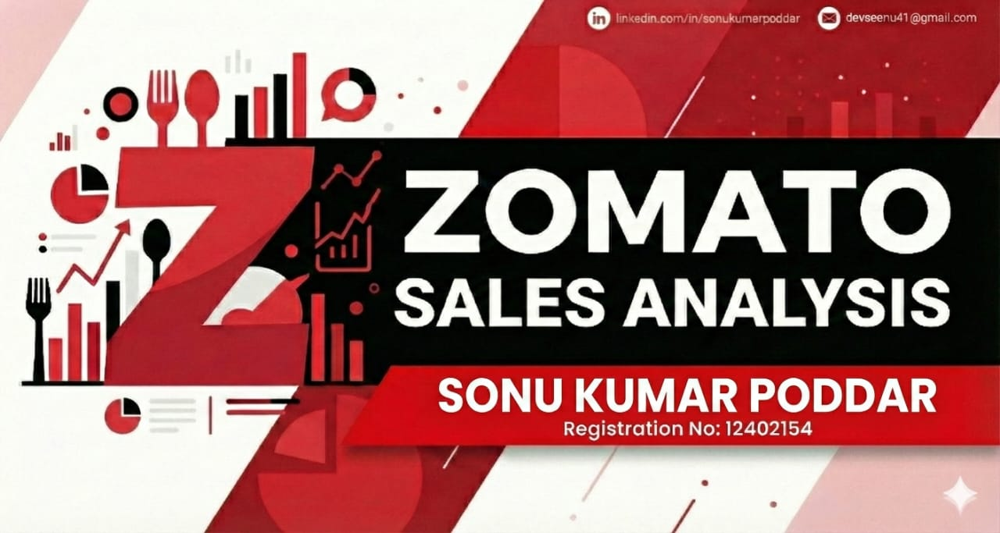 linkedin.com/in/sonukumarpoddar devseenu41@gmail.com
ZOMATO
SALES ANALYSIS
SONU KUMAR PODDAR
Registration No: 12402154